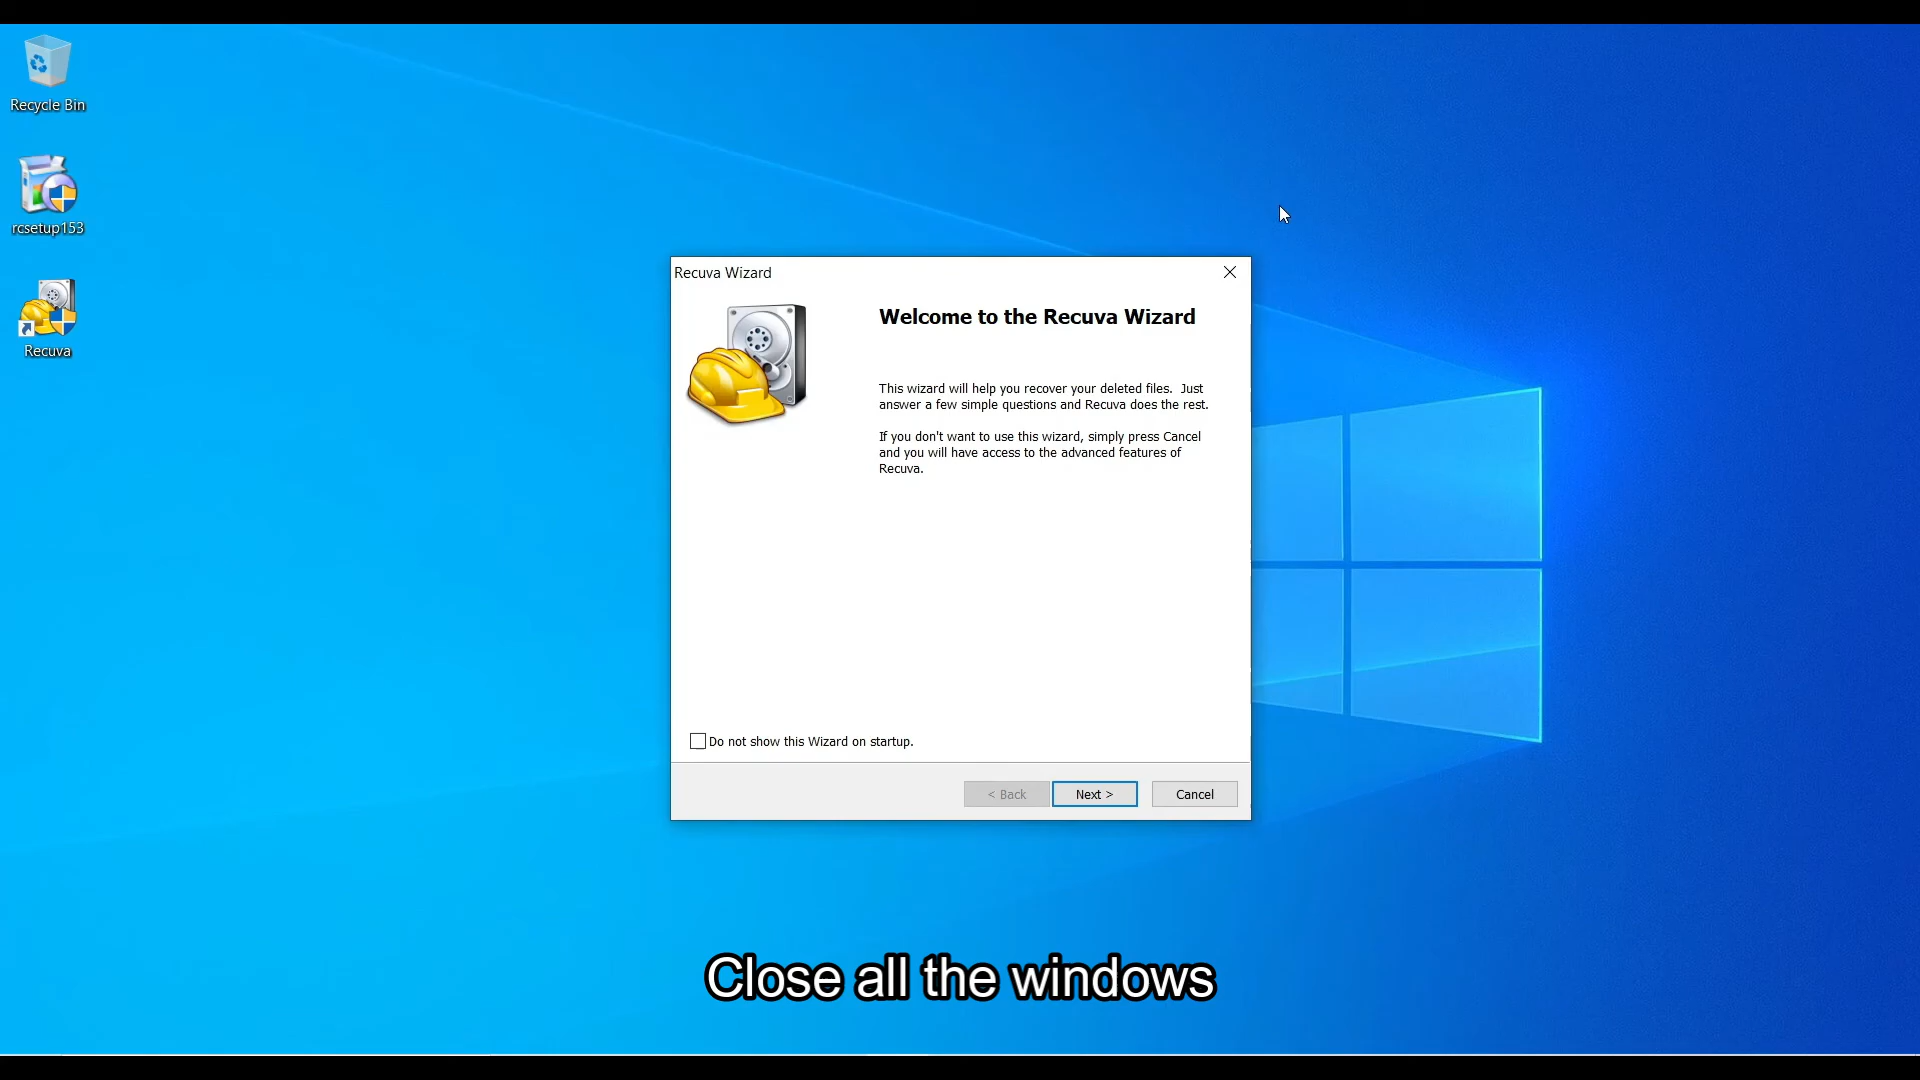 Recycle Bin
rcsetup153
Recuva
Recuva Wizard
Welcome to the Recuva Wizard
This wizard will help you recover your deleted files.  Just
answer a few simple questions and Recuva does the rest.
If you don't want to use this wizard, simply press Cancel
and you will have access to the advanced features of
Recuva.
Do not show this Wizard on startup.
< Back
Next >
Cancel
Close all the windows